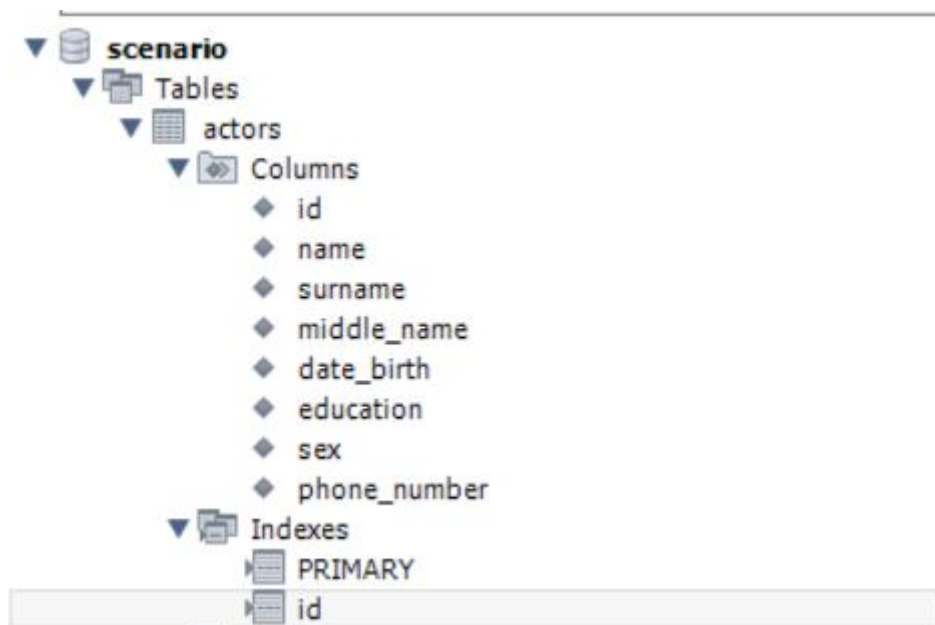 scenario
Tables
actors
Columns
id
name
surname
middle_name
date_birth
education
sex
phone_number
Indexes
PRIMARY
id